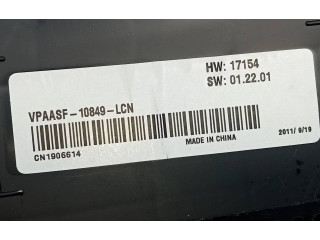 HW: 17154
SW: 01.22.01
VPAASF-10849-LCN
CN1906614
MADE IN CHINA
2011/9/19